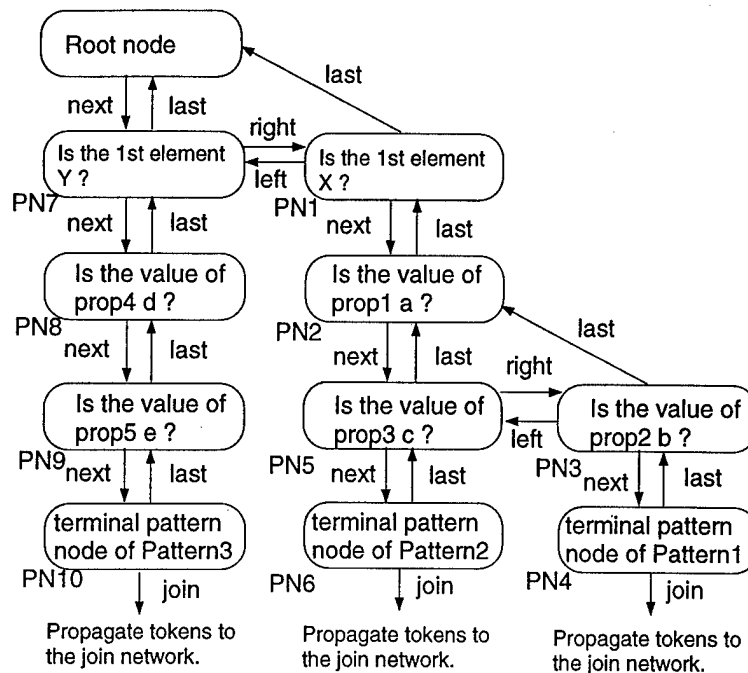 Root node
last
next
last
right
Is the 1st element
Y ?
Is the 1st element
X ?
left
PN7
PN1
next
last
next
last
Is the value of
prop4 d ?
Is the value of
prop1 a ?
PN8
PN2
last
next
last
next
last
right
Is the value of
prop5 e ?
Is the value of
prop3 c ?
Is the value of
prop2 b ?
left
PN9
PN5
PN3
next
last
next
last
next
last
terminal pattern
node of Pattern3
terminal pattern
node of Pattern2
terminal pattern
node of Pattern1
PN10
PN6
PN4
join
join
join
Propagate tokens to
the join network.
Propagate tokens to
the join network.
Propagate tokens to
the join network.